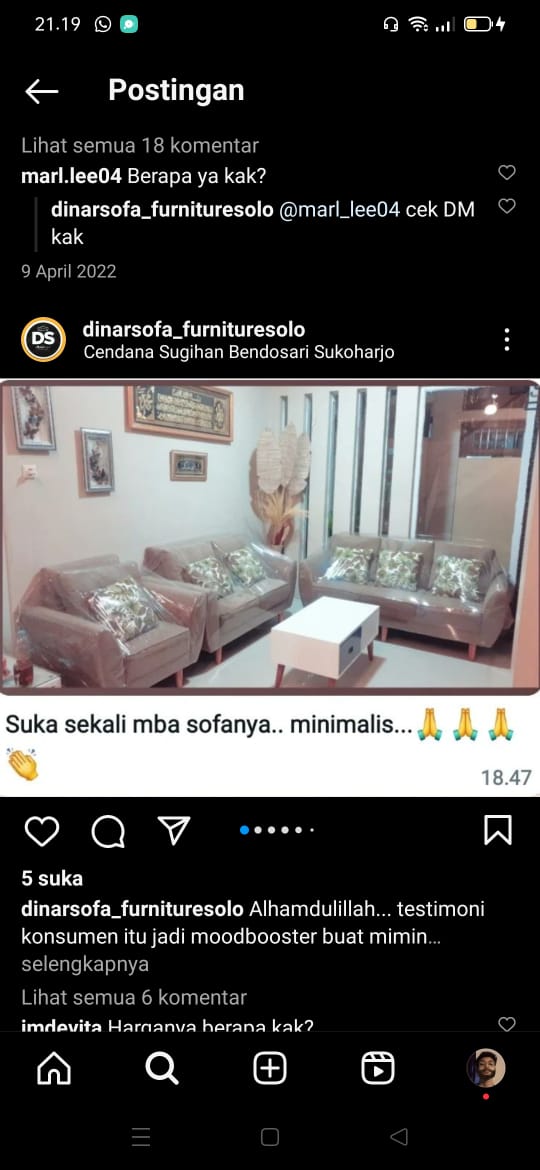 21.19
Postingan
Lihat semua 18 komentar
marl.lee04 Berapa ya kak?
dinarsofa_furnituresolo @marl_lee04 cek DM
kak
9 April 2022
DS
dinarsofa_furnituresolo
Cendana Sugihan Bendosari Sukoharjo
Suka sekali mba sofanya.. minimalis...🙏🙏🙏
👏
18.47
5 suka
dinarsofa_furnituresolo Alhamdulillah... testimoni
konsumen itu jadi moodbooster buat mimin...
selengkapnya
Lihat semua 6 komentar
imdevita Harganya berapa kak?